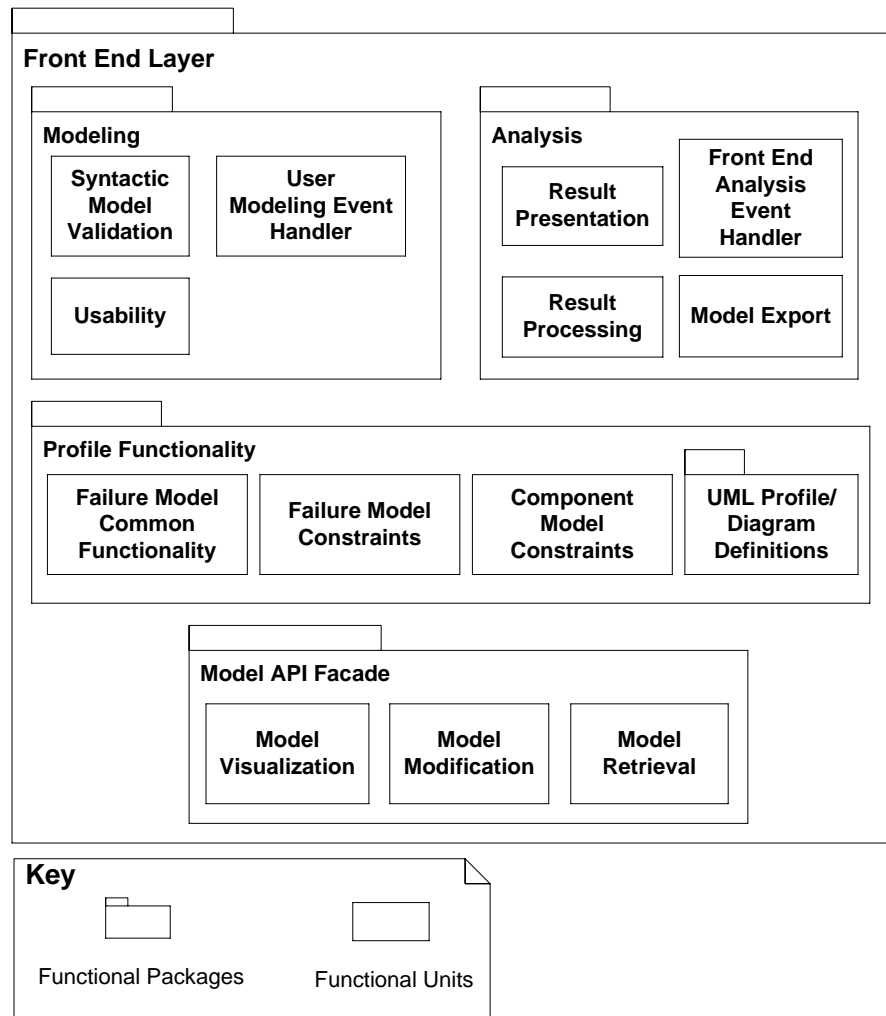 Front End Layer
Modeling
Syntactic
Model
Validation
User
Modeling Event
Handler
Usability
Analysis
Result
Presentation
Front End
Analysis
Event
Handler
Result
Processing
Model Export
Profile Functionality
Failure Model
Common
Functionality
Failure Model
Constraints
Component
Model
Constraints
UML Profile/
Diagram
Definitions
Model API Facade
Model
Visualization
Model
Modification
Model
Retrieval
Key
Functional Packages
Functional Units